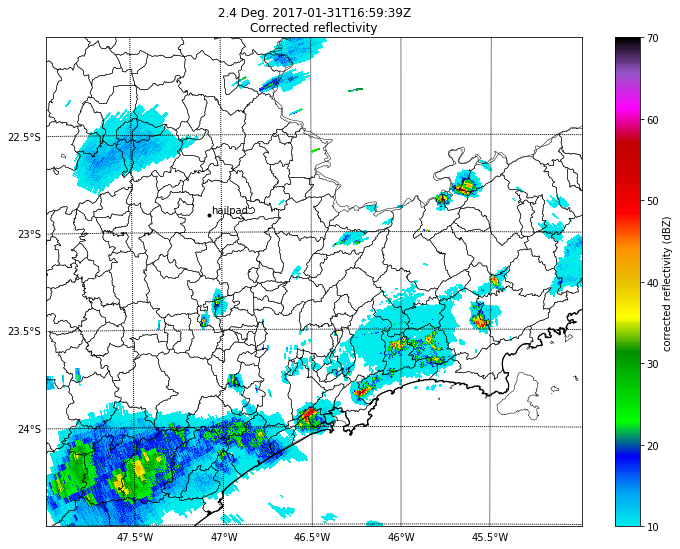 2.4 Deg. 2017-01-31T16:59:39Z
Corrected reflectivity
70
60
50
40
30
20
10
corrected reflectivity (dBZ)
22.5°S
23°S
23.5°S
24°S
hailpad
47.5°W
47°W
46.5°W
46°W
45.5°W